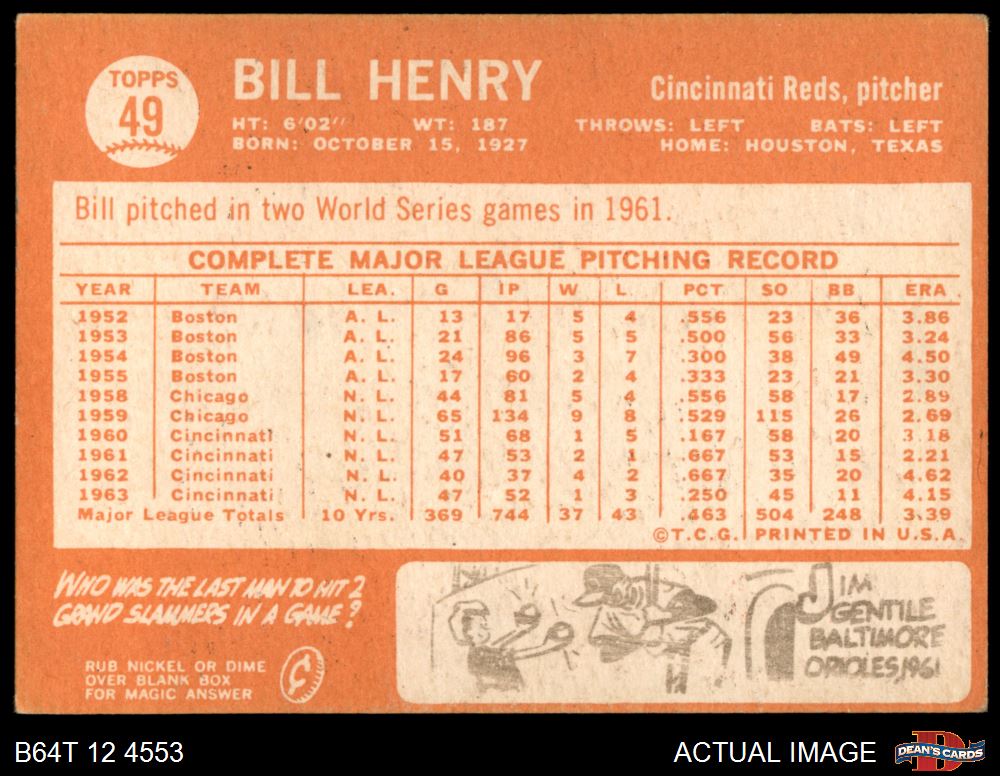 TOPPS
49
BILL HENRY
Cincinnati Reds, pitcher
HT: 6'02" WT: 187 THROWS: LEFT BATS: LEFT
BORN: OCTOBER 15, 1927 HOME: HOUSTON, TEXAS
Bill pitched in two World Series games in 1961.
COMPLETE MAJOR LEAGUE PITCHING RECORD
YEAR TEAM LEA. G IP W L PCT. SO BB ERA
1952 Boston A. L. 13 17 5 4 .556 23 36 3.86
1953 Boston A. L. 21 86 5 5 .500 56 33 3.24
1954 Boston A. L. 24 96 3 7 .300 38 49 4.50
1955 Boston A. L. 17 60 2 4 .333 23 21 3.30
1958 Chicago N. L. 44 81 5 4 .556 58 17 2.89
1959 Chicago N. L. 65 134 9 8 .529 115 26 2.69
1960 Cincinnati N. L. 51 68 1 5 .167 58 20 3.18
1961 Cincinnati N. L. 47 53 2 1 .667 53 15 2.21
1962 Cincinnati N. L. 40 37 4 2 .667 35 20 4.62
1963 Cincinnati N. L. 47 52 1 3 .250 45 11 4.15
Major League Totals 10 Yrs. 369 744 37 43 .463 504 248 3.39
©T.C.G. PRINTED IN U.S.A.
WHO WAS THE LAST MAN TO HIT 2
GRAND SLAMMERS IN A GAME?
RUB NICKEL OR DIME
OVER BLANK BOX
FOR MAGIC ANSWER
JIM
GENTILE
BALTIMORE
ORIOLES, 1961
B64T 12 4553
ACTUAL IMAGE
DEAN'S CARDS